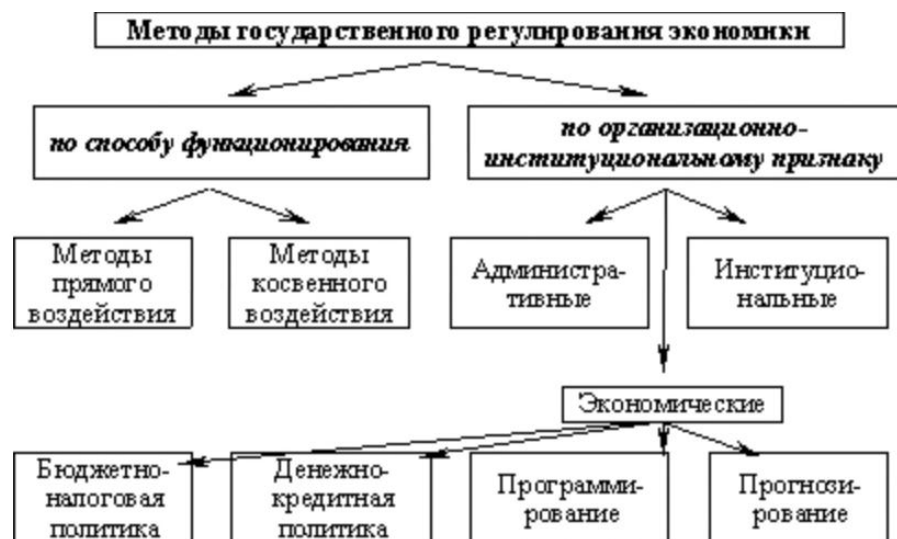 Методы государственного регулирования экономики
по способу функционирования
по организационно-
институциональному признаку
Методы
прямого
воздействия
Методы
косвенного
воздействия
Административ-
тивные
Институцио-
нальные
Экономические
Бюджетно-
налоговая
политика
Денежно-
кредитная
политика
Программи-
рование
Прогнози-
рование